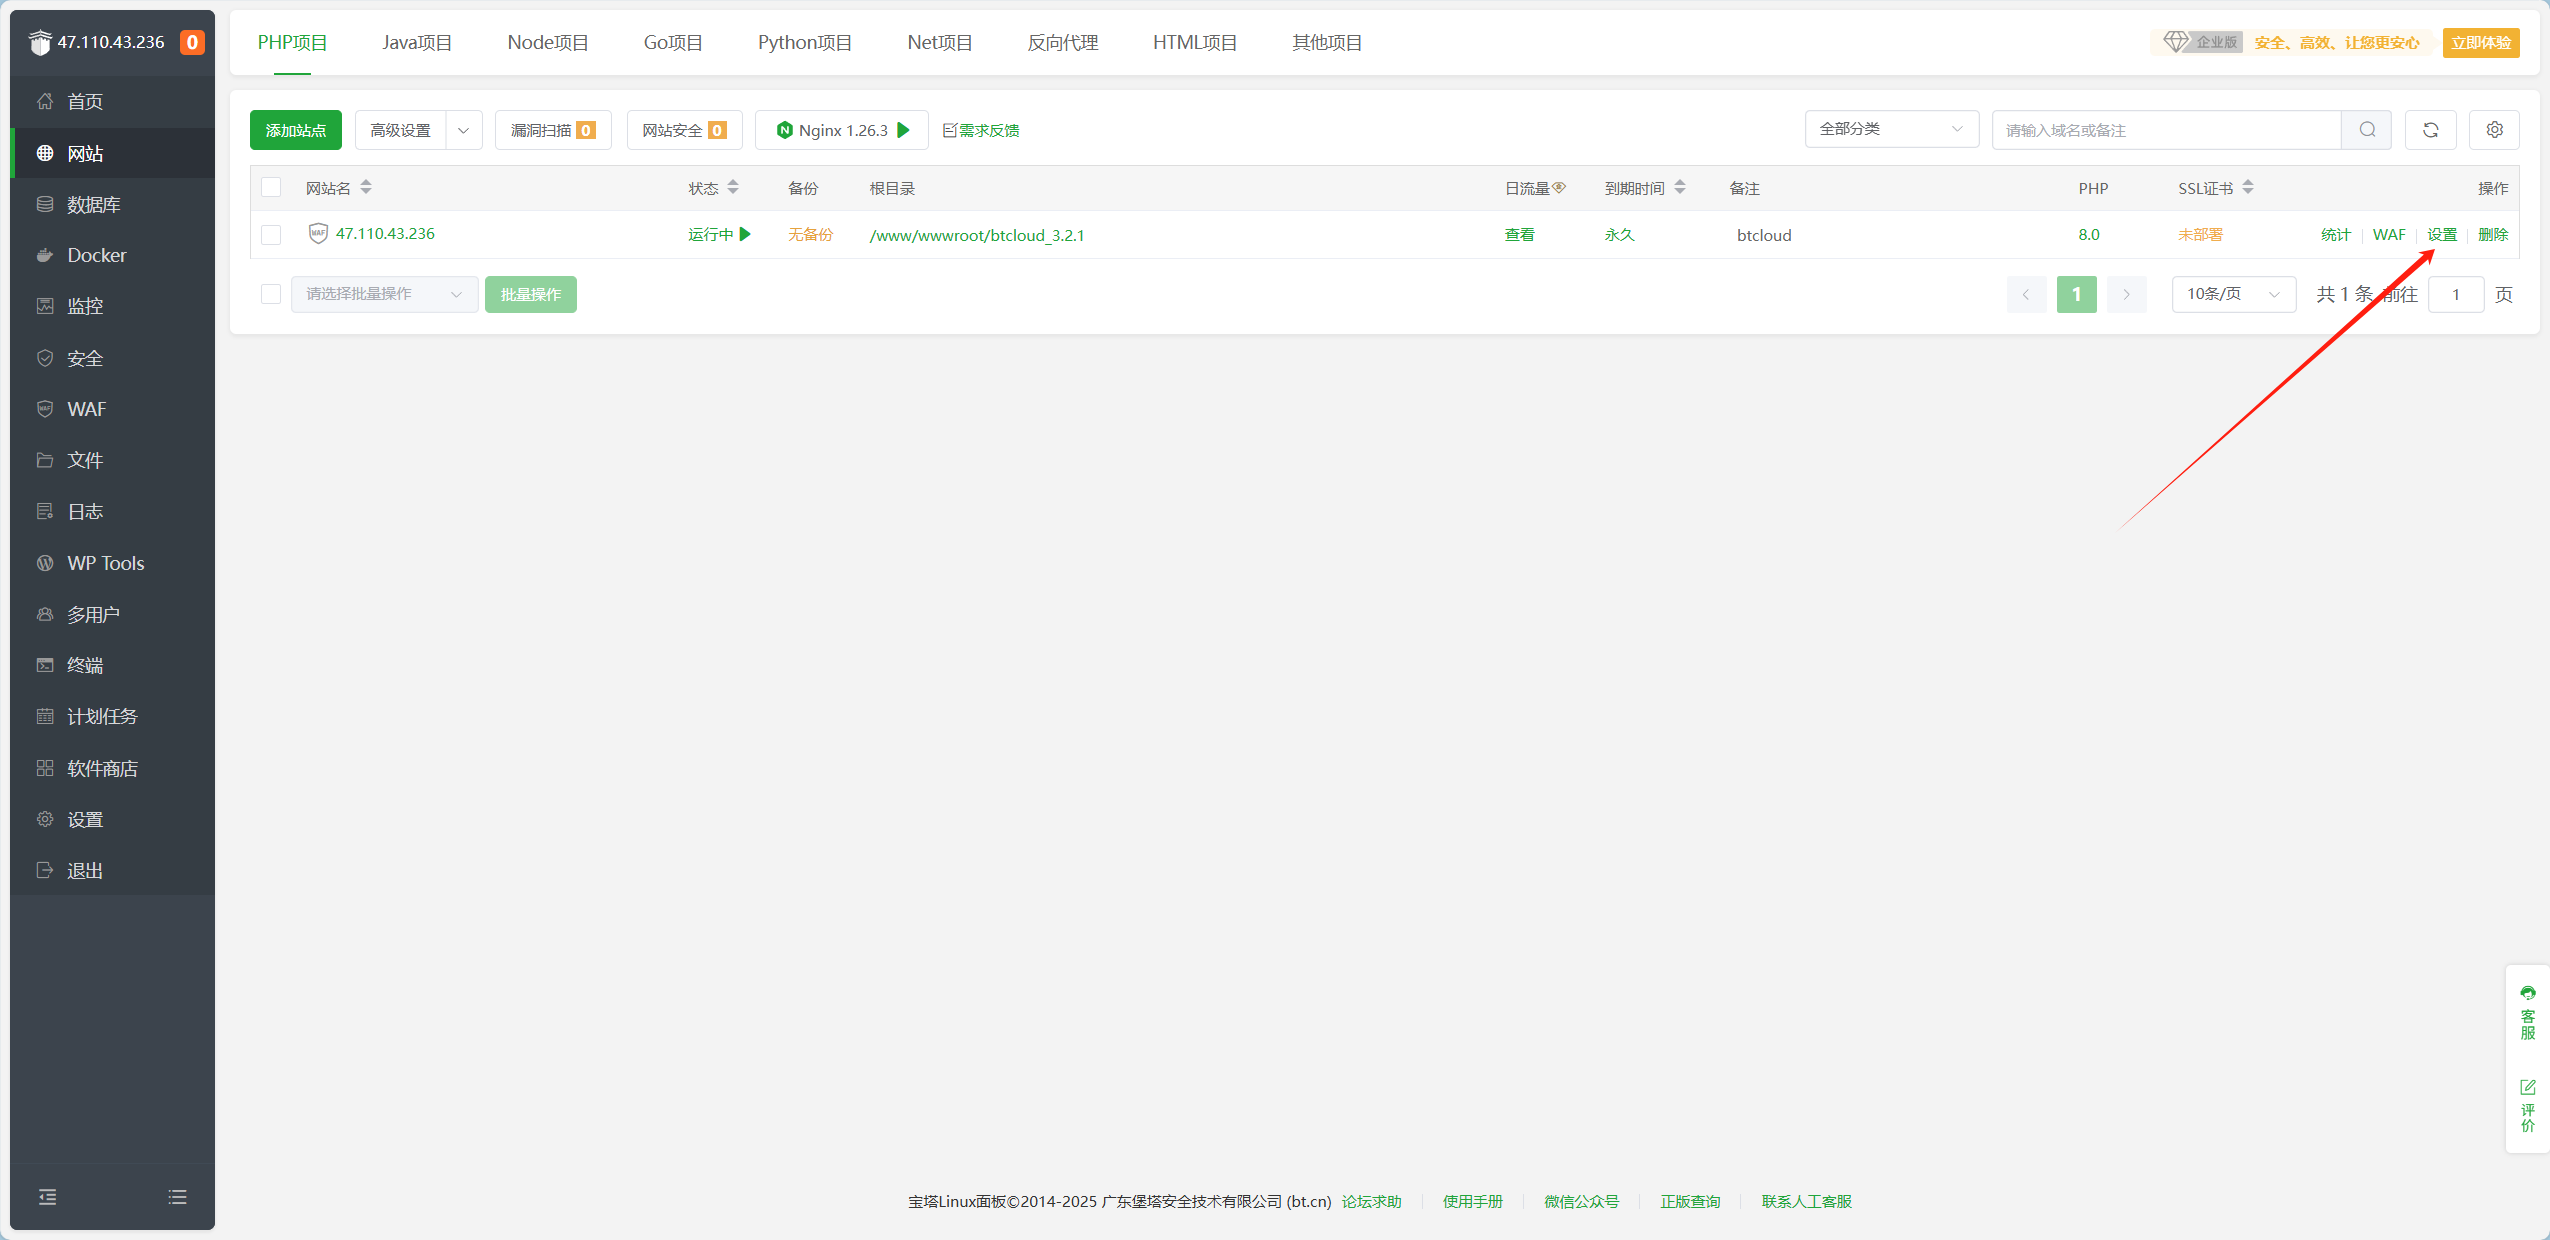 47.110.43.236 0
首页
网站
数据库
Docker
监控
安全
WAF
文件
日志
WP Tools
多用户
终端
计划任务
软件商店
设置
退出
PHP项目 Java项目 Node项目 Go项目 Python项目 Net项目 反向代理 HTML项目 其他项目
企业版 安全、高效、让您更安心 立即体验
添加站点 高级设置 漏洞扫描 0 网站安全 0 Nginx 1.26.3 需求反馈 全部分类 请输入域名或备注
网站名 状态 备份 根目录 日流量 到期时间 备注 PHP SSL证书 操作
WAF 47.110.43.236 运行中 无备份 /www/wwwroot/btcloud_3.2.1 查看 永久 btcloud 8.0 未部署 统计 WAF 设置 删除
请选择批量操作 批量操作 1 10条/页 共 1 条 前往 1 页
客服
评价
宝塔Linux面板©2014-2025 广东堡塔安全技术有限公司 (bt.cn) 论坛求助 使用手册 微信公众号 正版查询 联系人工客服